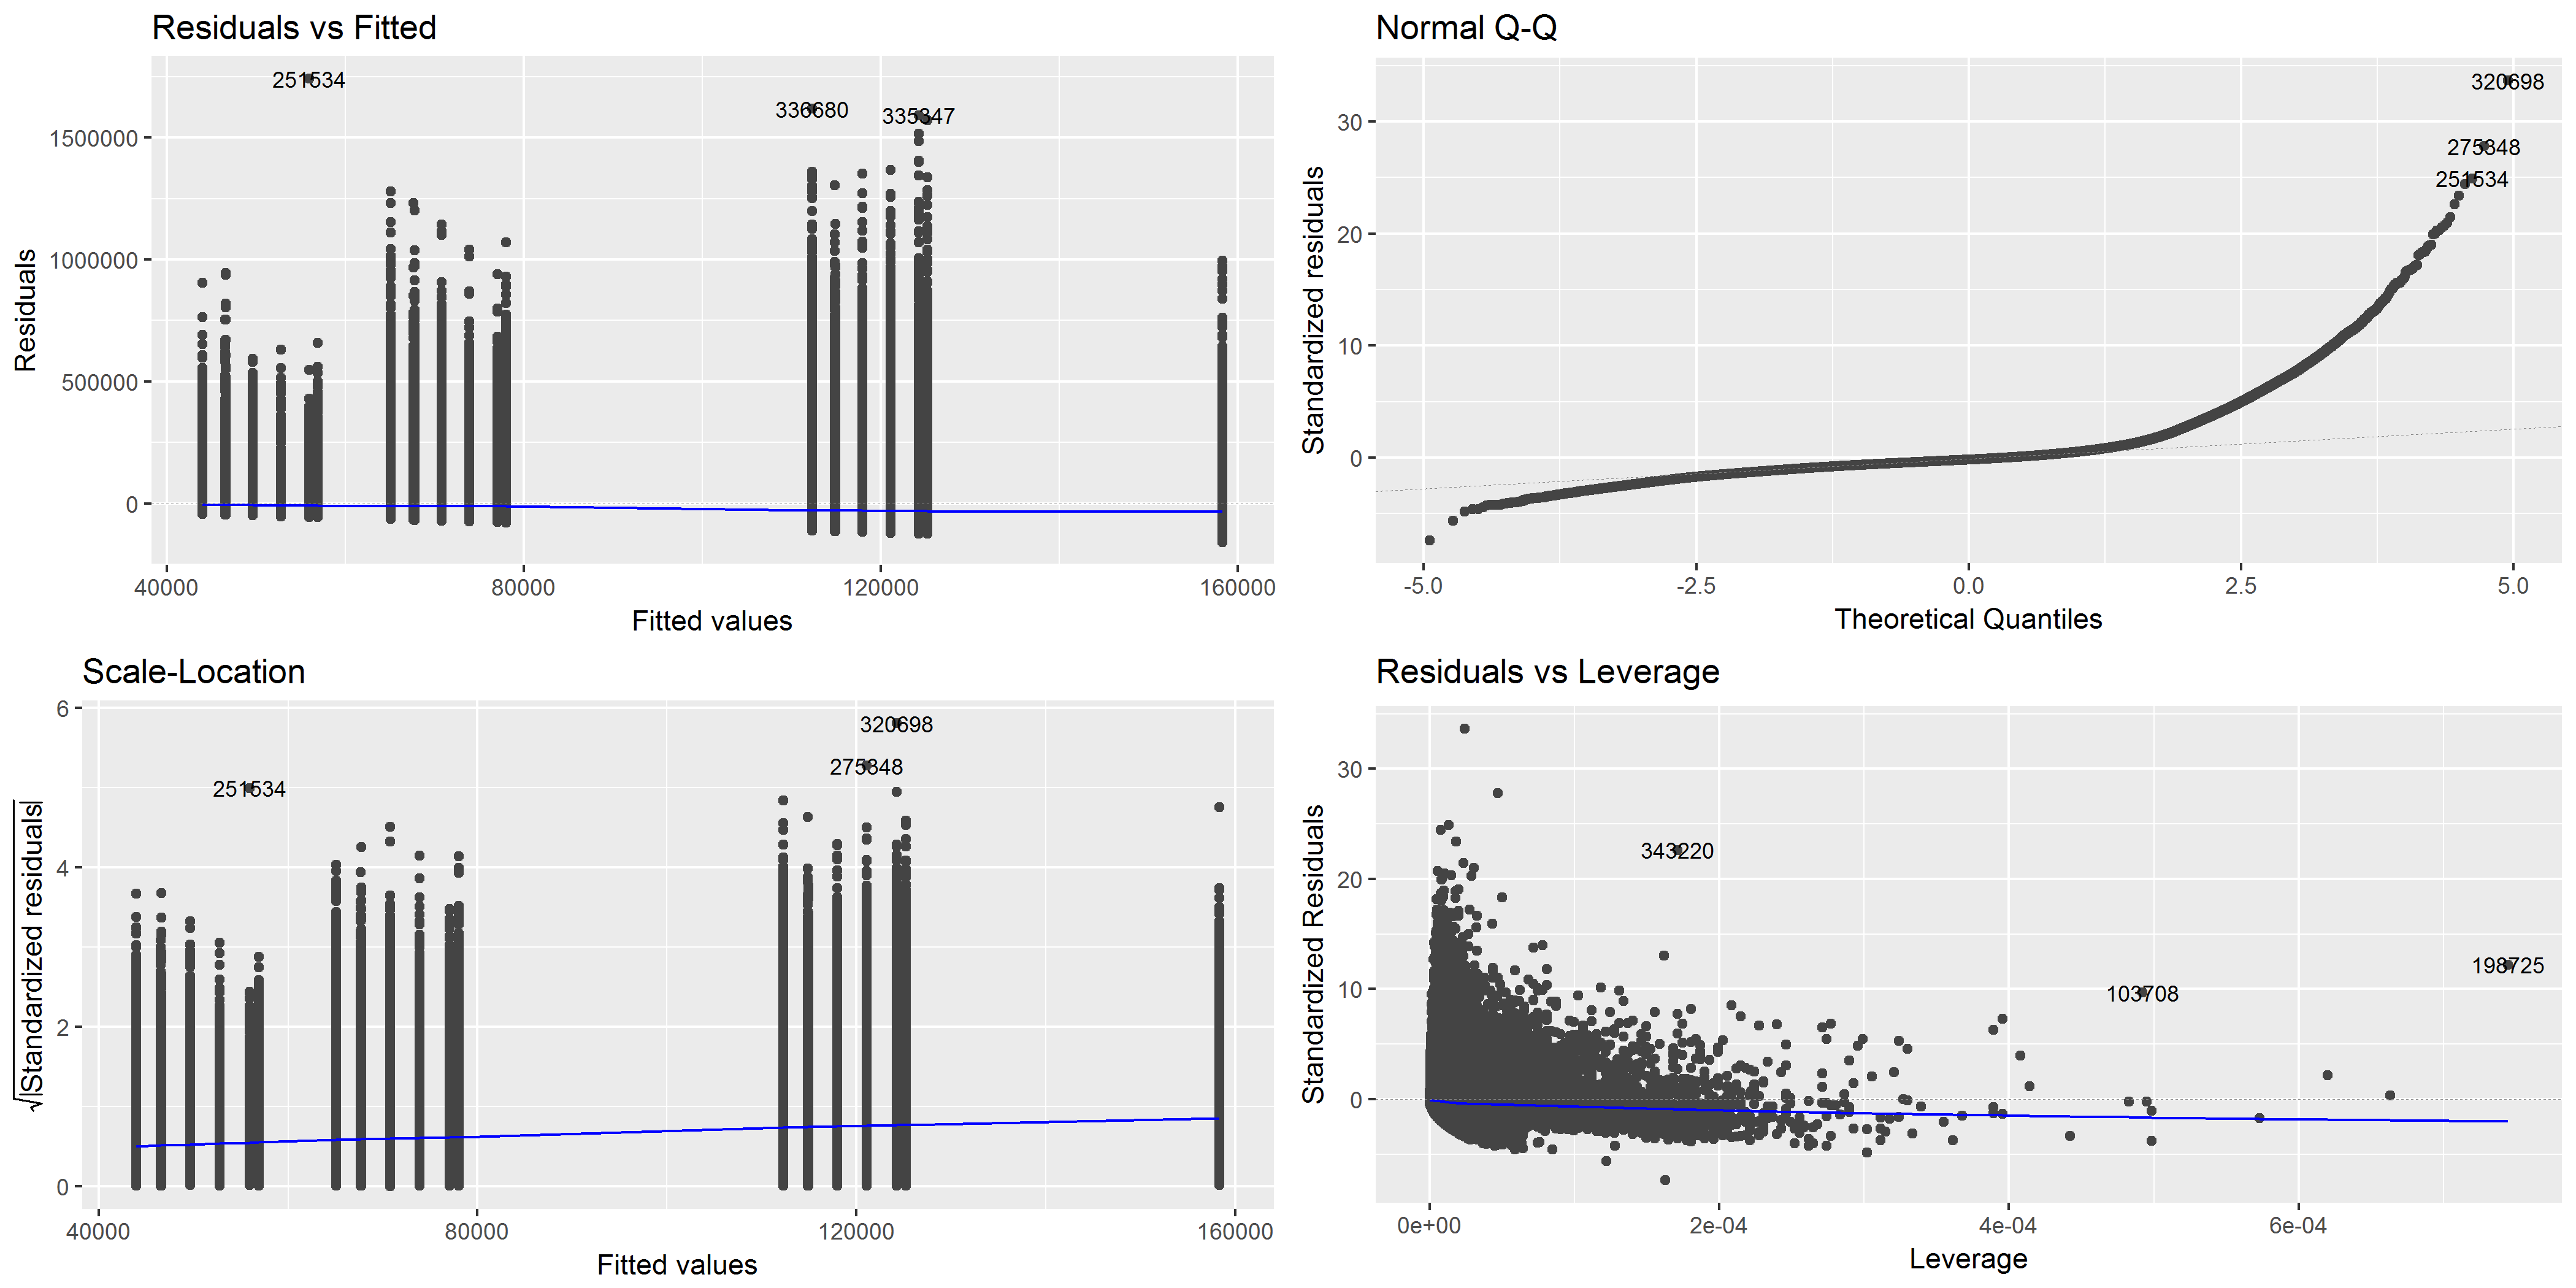 Residuals vs Fitted
Residuals
1500000
1000000
500000
0
251534
336680
335347
40000
80000
120000
160000
Fitted values
Normal Q-Q
Standardized residuals
30
20
10
0
320698
275848
251534
-5.0
-2.5
0.0
2.5
5.0
Theoretical Quantiles
Scale-Location
√|Standardized residuals|
6
4
2
0
320698
275848
251534
40000
80000
120000
160000
Fitted values
Residuals vs Leverage
Standardized Residuals
30
20
10
0
343220
198725
103708
0e+00
2e-04
4e-04
6e-04
Leverage